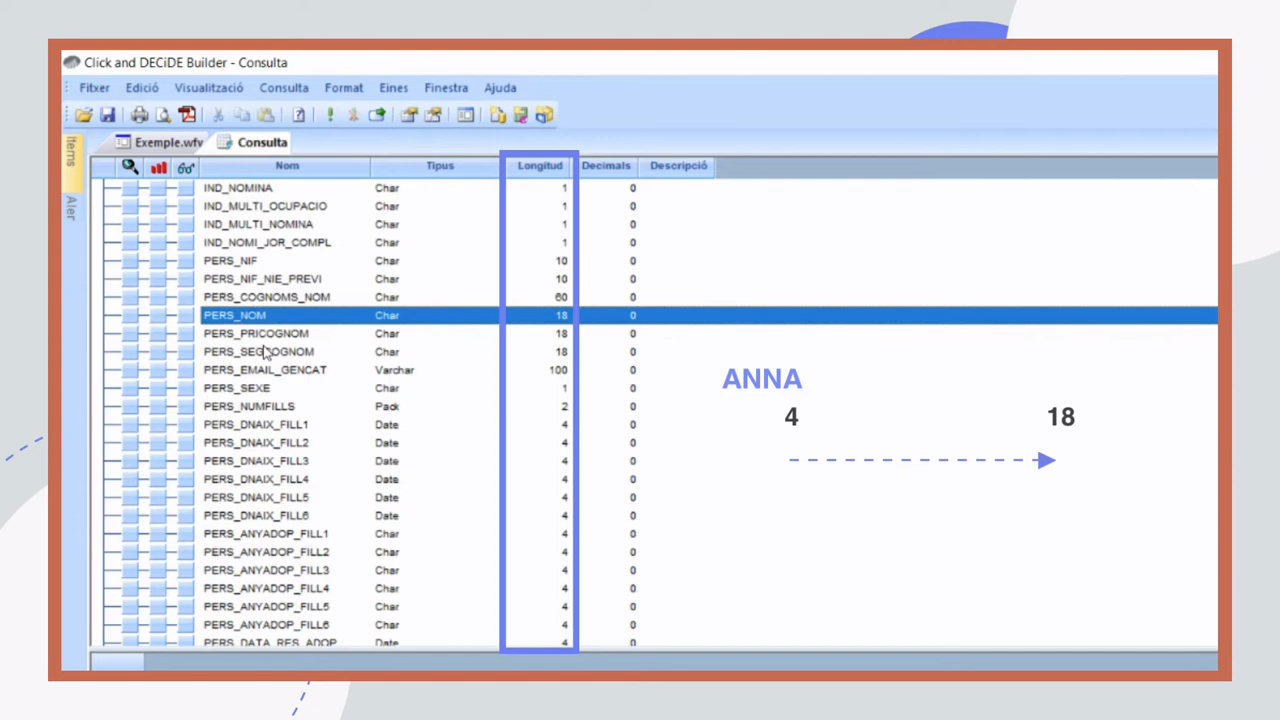 Click and DECiDE Builder - Consulta
Fitxer Edició Visualització Consulta Format Eines Finestra Ajuda
Exemple.wfv Consulta
Items
Aler
Nom Tipus Longitud Decimals Descripció
IND_NOMINA Char 1 0
IND_MULTI_OCUPACIO Char 1 0
IND_MULTI_NOMINA Char 1 0
IND_NOMI_JOR_COMPL Char 1 0
PERS_NIF Char 10 0
PERS_NIF_NIE_PREVI Char 10 0
PERS_COGNOMS_NOM Char 60 0
PERS_NOM Char 18 0
PERS_PRICOGNOM Char 18 0
PERS_SEGCOGNOM Char 18 0
PERS_EMAIL_GENCAT Varchar 100 0
PERS_SEXE Char 1 0
PERS_NUMFILLS Pack 2 0
PERS_DNAIX_FILL1 Date 4 0
PERS_DNAIX_FILL2 Date 4 0
PERS_DNAIX_FILL3 Date 4 0
PERS_DNAIX_FILL4 Date 4 0
PERS_DNAIX_FILL5 Date 4 0
PERS_DNAIX_FILL6 Date 4 0
PERS_ANYADOP_FILL1 Char 4 0
PERS_ANYADOP_FILL2 Char 4 0
PERS_ANYADOP_FILL3 Char 4 0
PERS_ANYADOP_FILL4 Char 4 0
PERS_ANYADOP_FILL5 Char 4 0
PERS_ANYADOP_FILL6 Char 4 0
PERS_DATA_RES_ADOP Date 4 0
ANNA
4 18